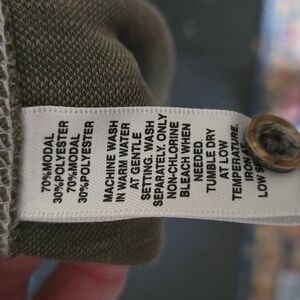 70%MODAL
30%POLYESTER
70%MODAL
30%POLYESTER
MACHINE WASH
IN WARM WATER
AT GENTLE
SETTING. WASH
SEPARATELY. ONLY
NON-CHLORINE
BLEACH WHEN
NEEDED.
TUMBLE DRY
AT LOW
TEMPERATURE.
IRON
LOW